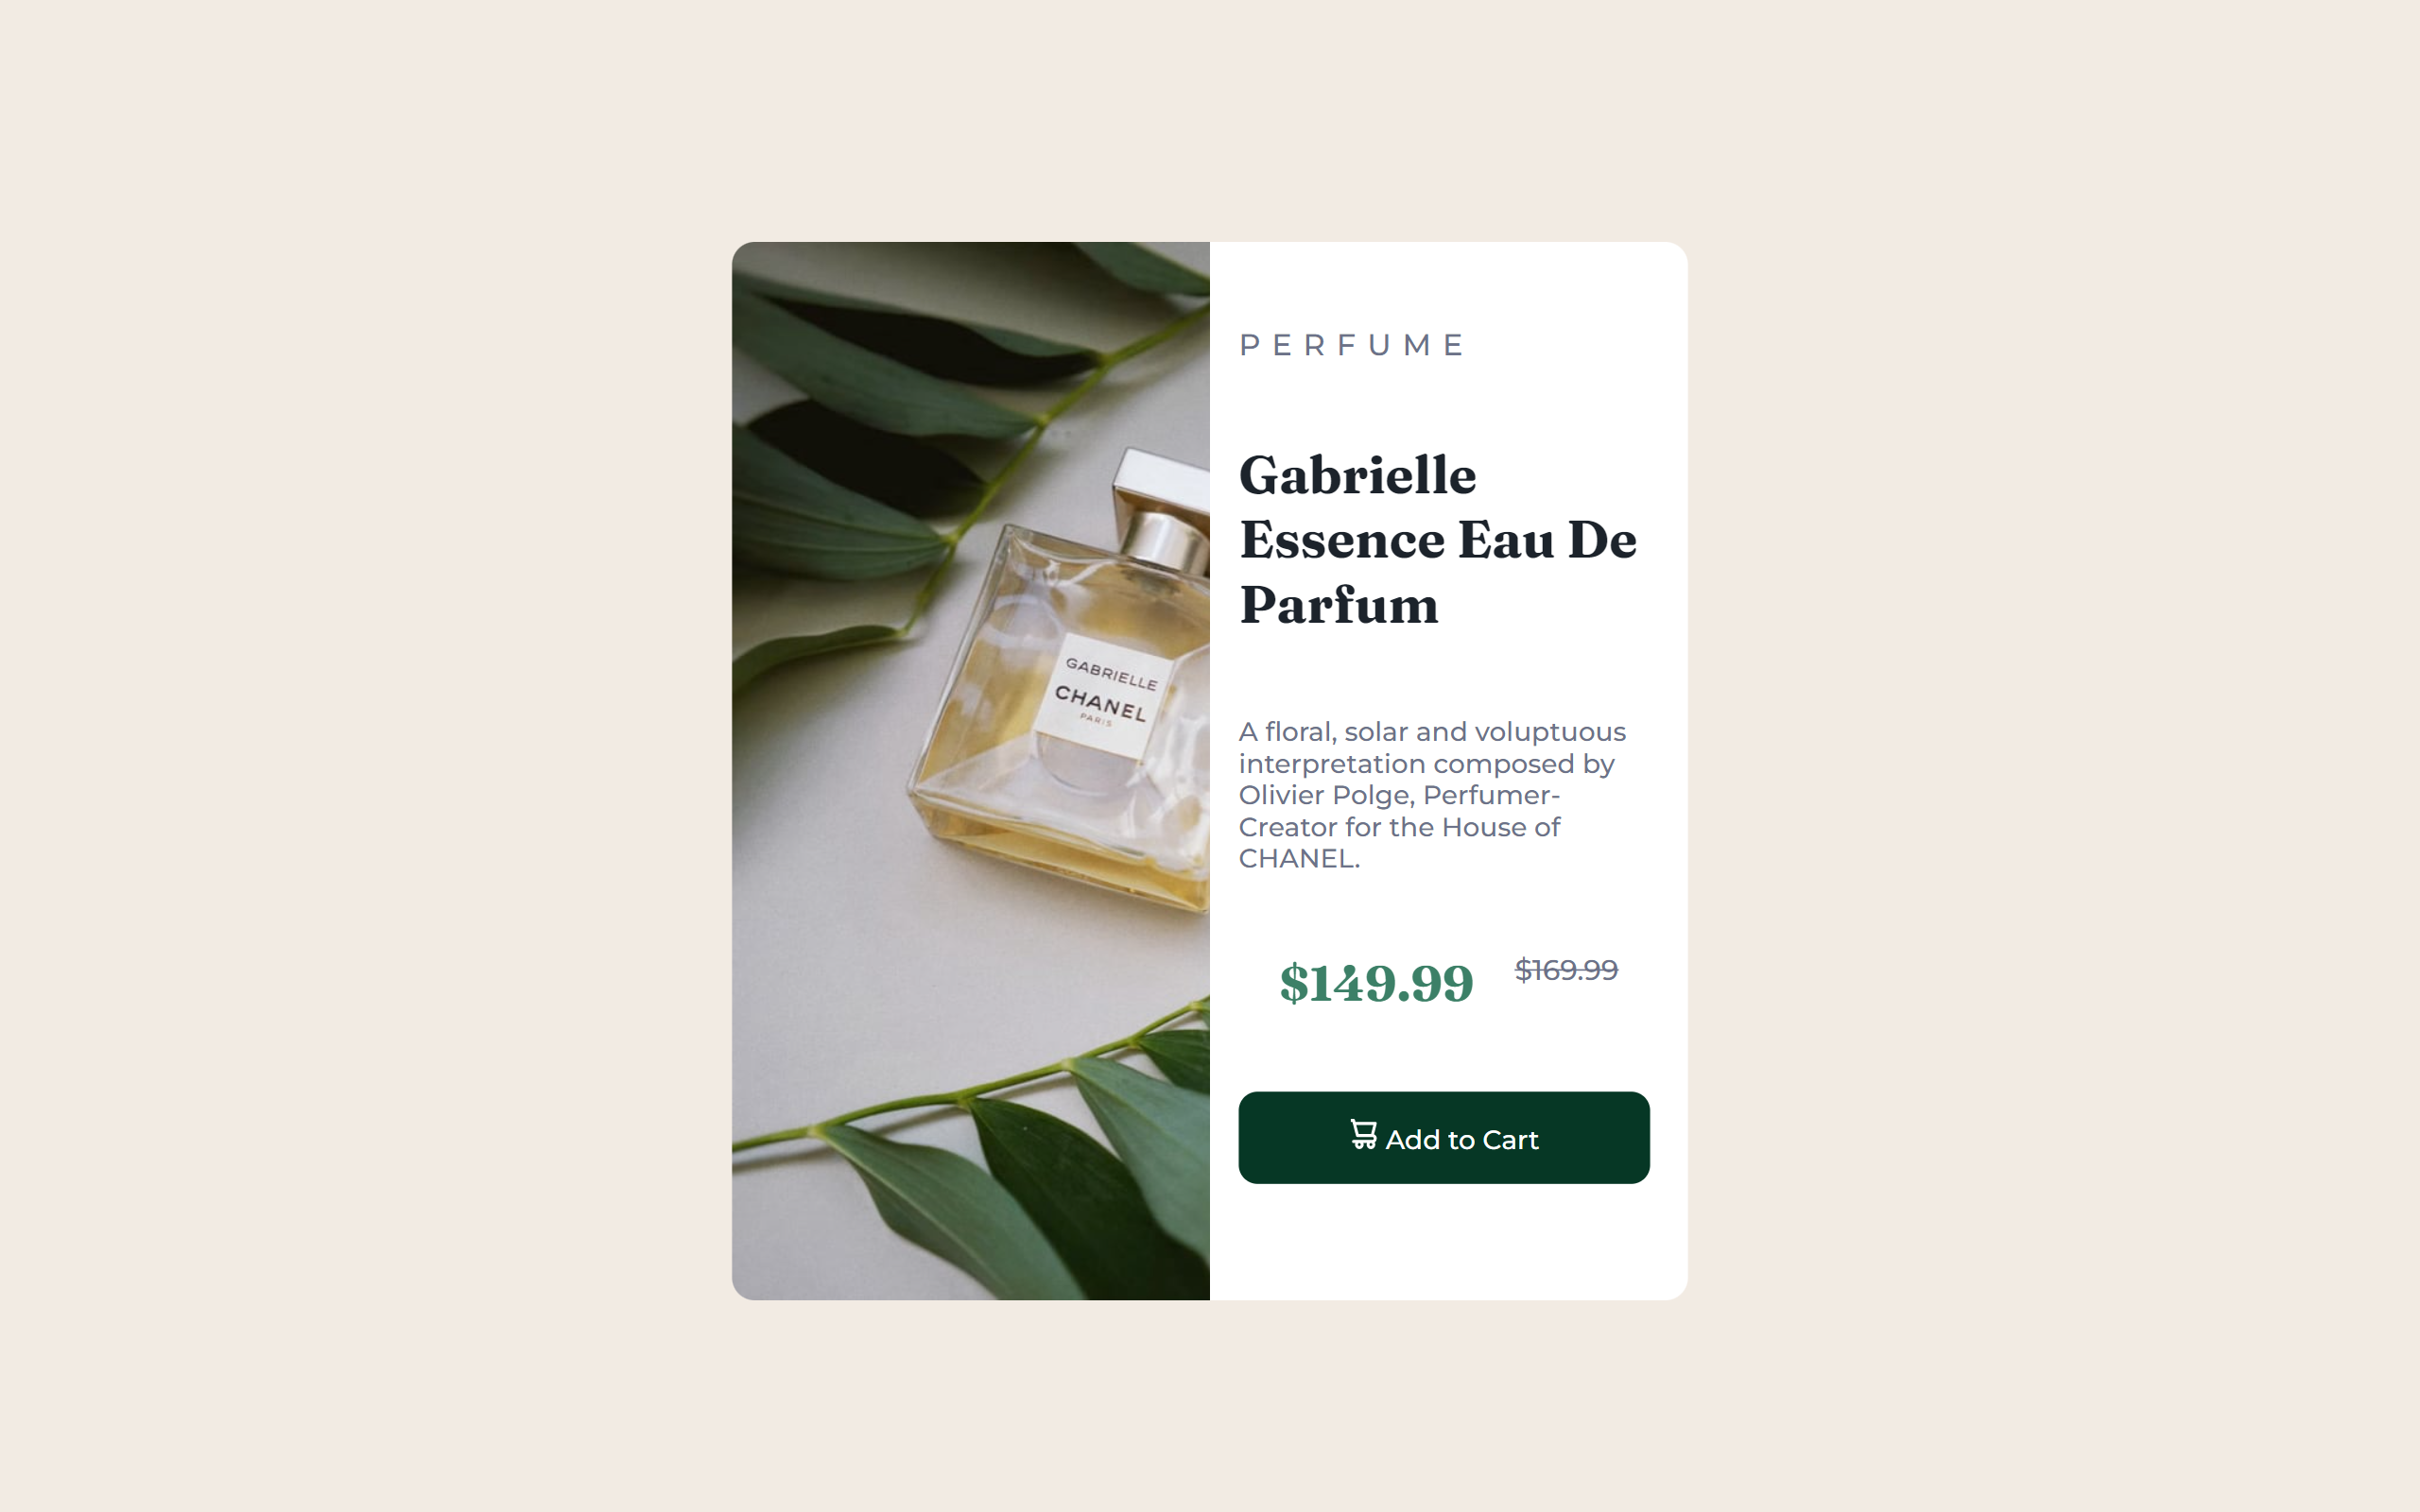 PERFUME
Gabrielle
Essence Eau De
Parfum
GABRIELLE
CHANEL
PARIS
A floral, solar and voluptuous
interpretation composed by
Olivier Polge, Perfumer-
Creator for the House of
CHANEL.
$149.99 $169.99
Add to Cart